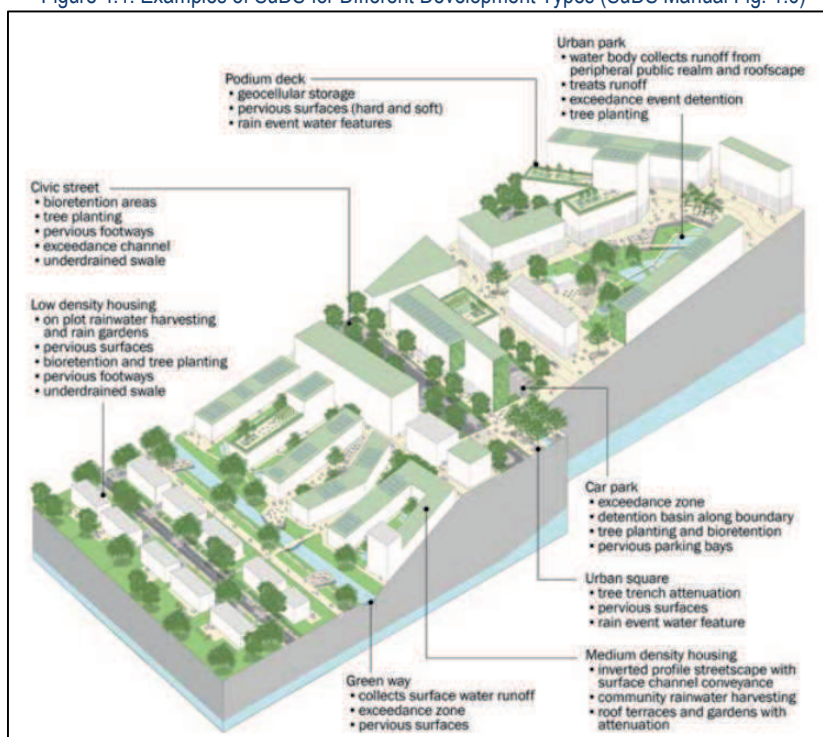 Figure 4.1: Examples of SuDS for Different Development Types (SuDS Manual Fig. 1.6)
Urban park
• water body collects runoff from
peripheral public realm and roofscape
• treats runoff
• exceedance event detention
• tree planting
Podium deck
• geocellular storage
• pervious surfaces (hard and soft)
• rain event water features
Civic street
• bioretention areas
• tree planting
• pervious footways
• exceedance channel
• underdrained swale
Low density housing
• on plot rainwater harvesting
and rain gardens
• pervious surfaces
• bioretention and tree planting
• pervious footways
• underdrained swale
Car park
• exceedance zone
• detention basin along boundary
• tree planting and bioretention
• pervious parking bays
Urban square
• tree trench attenuation
• pervious surfaces
• rain event water feature
Medium density housing
• inverted profile streetscape with
surface channel conveyance
• community rainwater harvesting
• roof terraces and gardens with
attenuation
Green way
• collects surface water runoff
• exceedance zone
• pervious surfaces